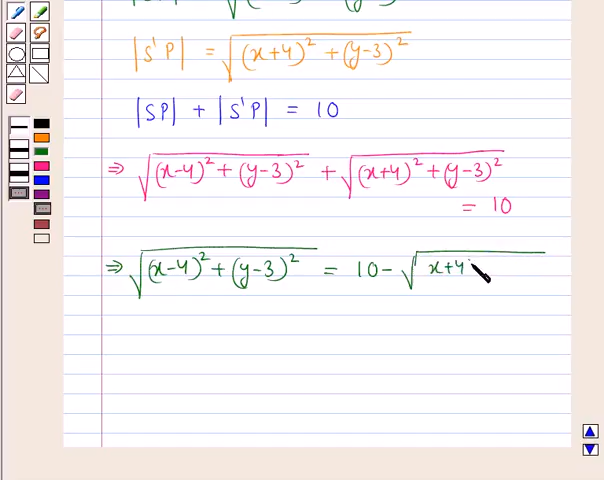 |S'P| = √(x+4)² + (y-3)²
|SP| + |S'P| = 10
⇒ √(x-4)² + (y-3)² + √(x+4)² + (y-3)²
= 10
⇒ √(x-4)² + (y-3)² = 10 - √x+4